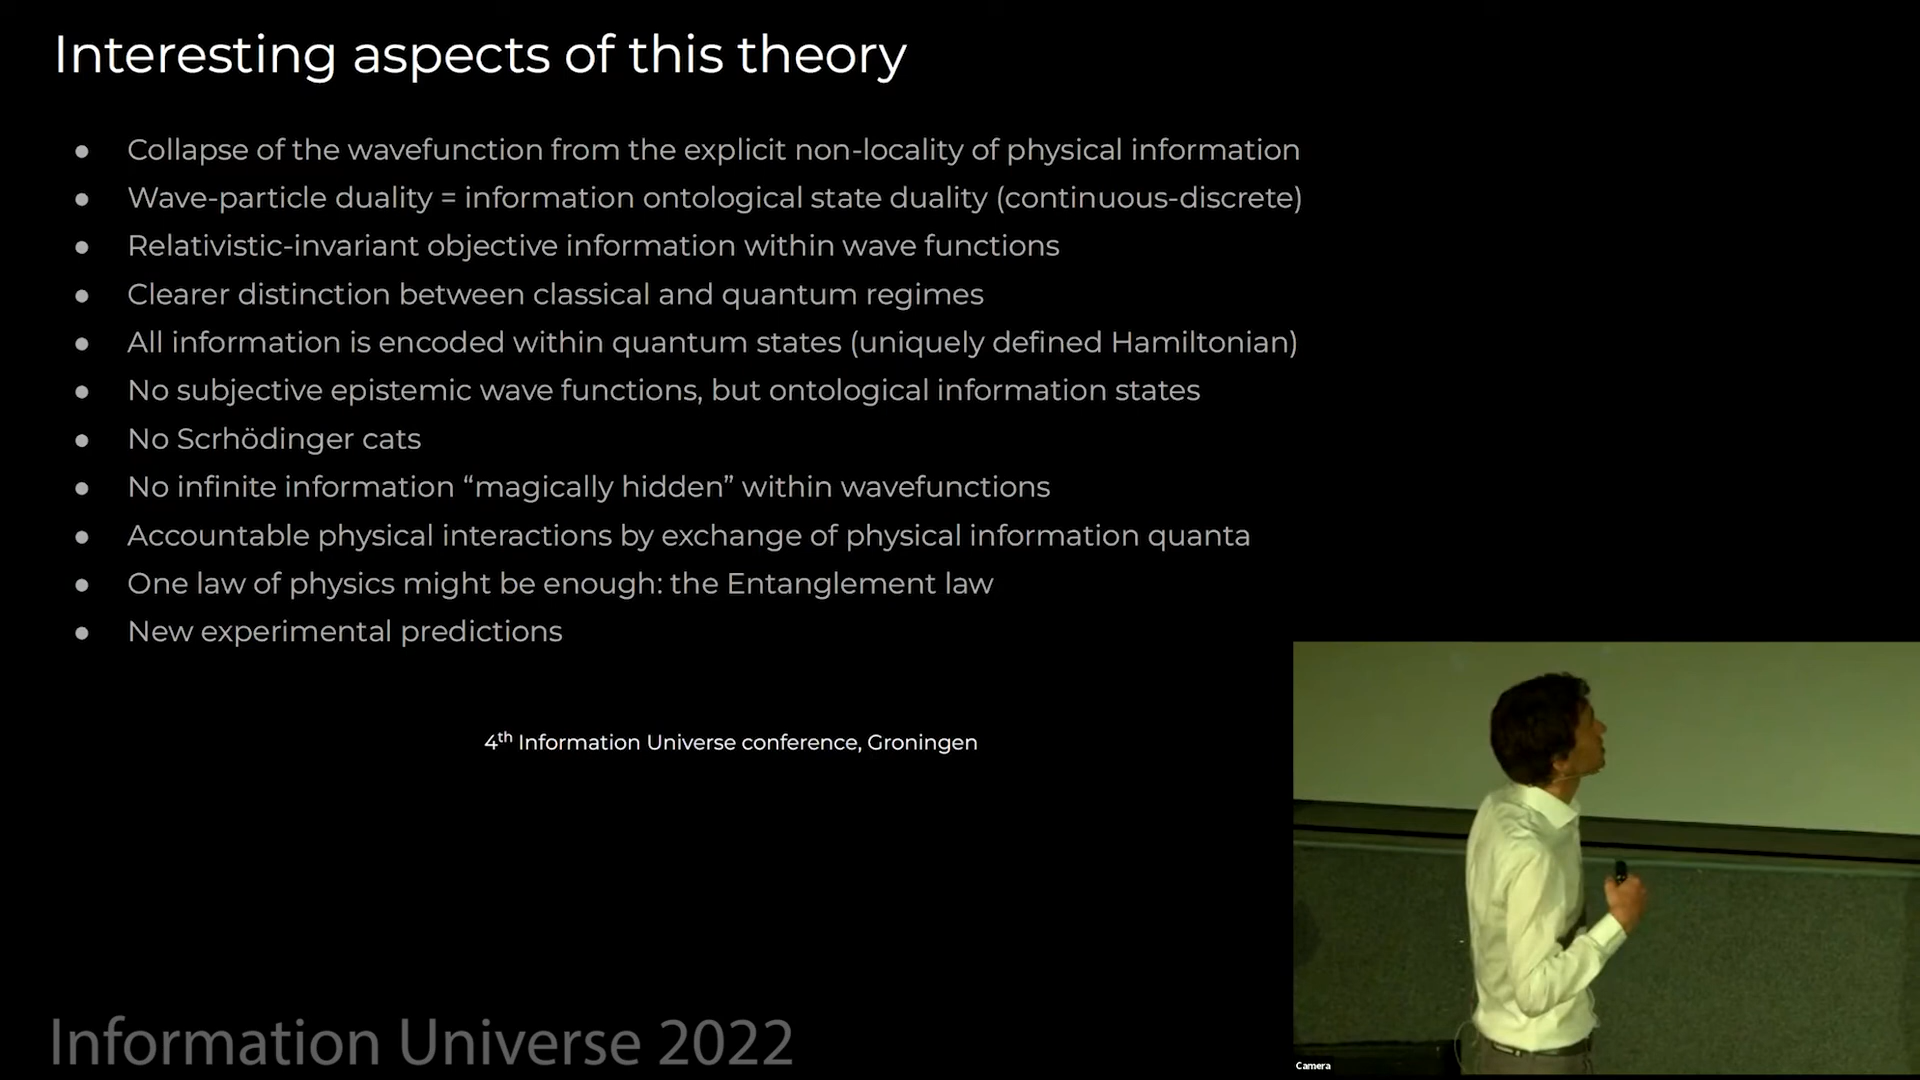 Interesting aspects of this theory
● Collapse of the wavefunction from the explicit non-locality of physical information
● Wave-particle duality = information ontological state duality (continuous-discrete)
● Relativistic-invariant objective information within wave functions
● Clearer distinction between classical and quantum regimes
● All information is encoded within quantum states (uniquely defined Hamiltonian)
● No subjective epistemic wave functions, but ontological information states
● No Scrhödinger cats
● No infinite information “magically hidden” within wavefunctions
● Accountable physical interactions by exchange of physical information quanta
● One law of physics might be enough: the Entanglement law
● New experimental predictions
4th Information Universe conference, Groningen
Information Universe 2022
Camera